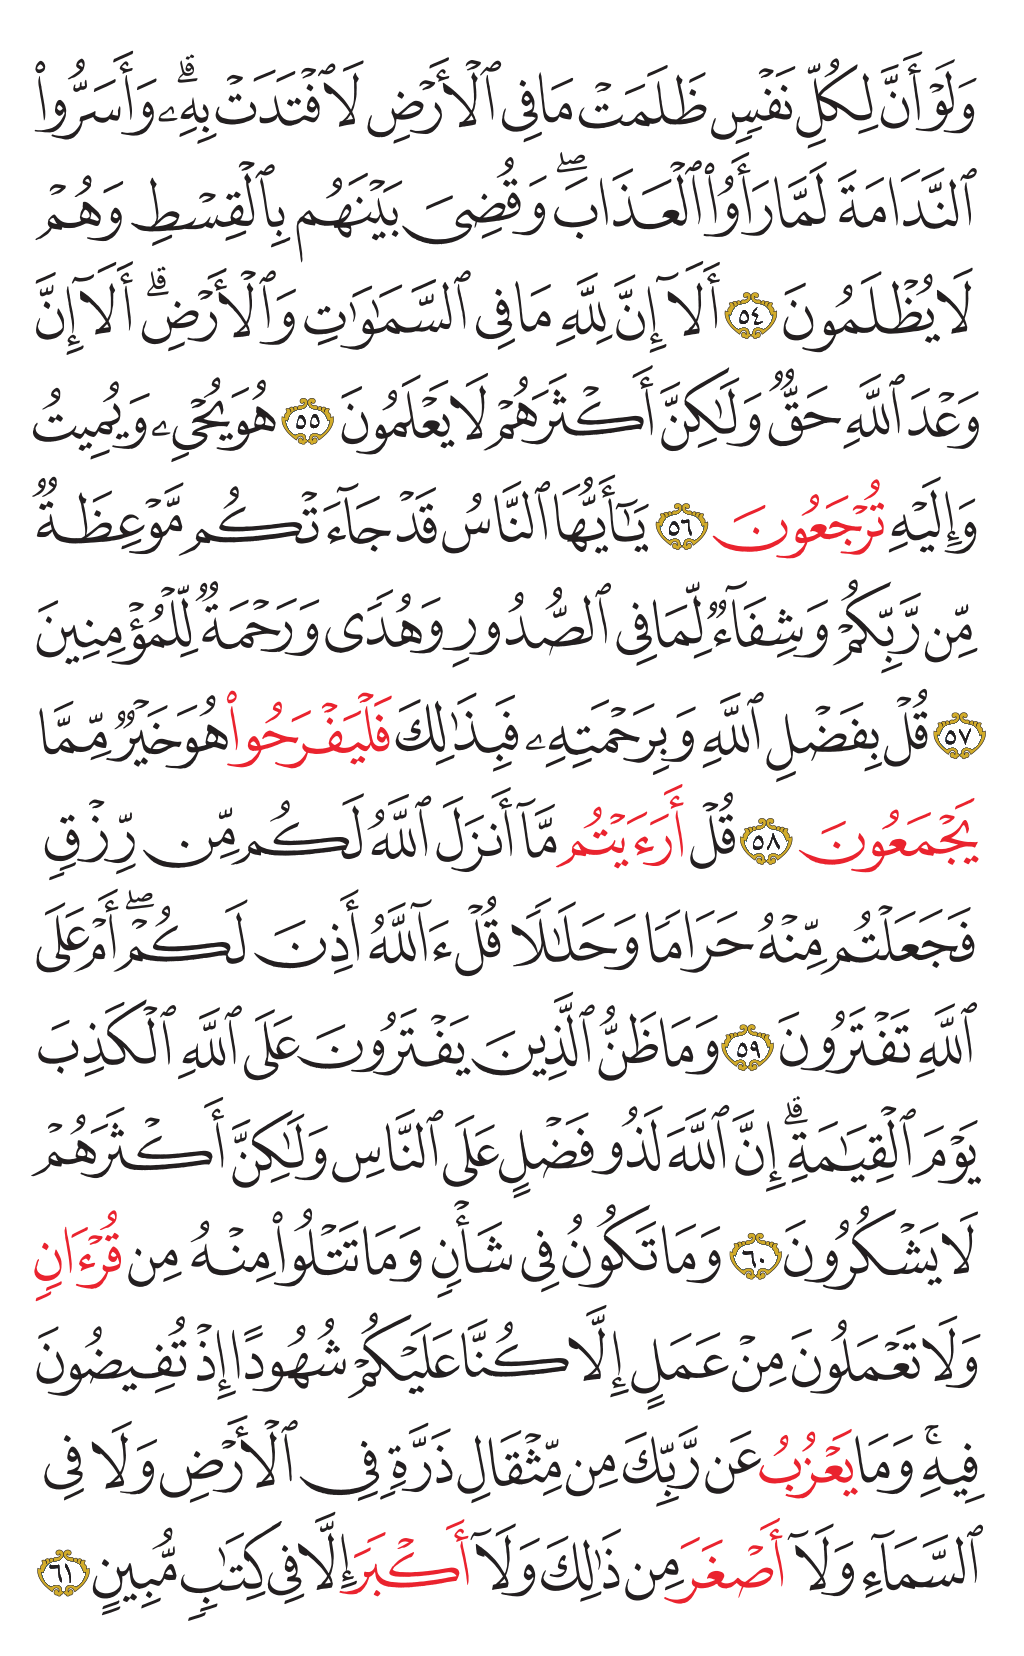 وَلَوْ أَنَّ لِكُلِّ نَفْسٍ ظَلَمَتْ مَا فِى ٱلْأَرْضِ لَٱفْتَدَتْ بِهِۦ ۗ وَأَسَرُّوا۟
ٱلنَّدَامَةَ لَمَّا رَأَوُا۟ ٱلْعَذَابَ ۖ وَقُضِىَ بَيْنَهُم بِٱلْقِسْطِ وَهُمْ
لَا يُظْلَمُونَ ٥٤ أَلَآ إِنَّ لِلَّهِ مَا فِى ٱلسَّمَٰوَٰتِ وَٱلْأَرْضِ ۗ أَلَآ إِنَّ
وَعْدَ ٱللَّهِ حَقٌّ وَلَٰكِنَّ أَكْثَرَهُمْ لَا يَعْلَمُونَ ٥٥ هُوَ يُحْىِۦ وَيُمِيتُ
وَإِلَيْهِ تُرْجَعُونَ ٥٦ يَٰٓأَيُّهَا ٱلنَّاسُ قَدْ جَآءَتْكُم مَّوْعِظَةٌ
مِّن رَّبِّكُمْ وَشِفَآءٌ لِّمَا فِى ٱلصُّدُورِ وَهُدًى وَرَحْمَةٌ لِّلْمُؤْمِنِينَ
٥٧ قُلْ بِفَضْلِ ٱللَّهِ وَبِرَحْمَتِهِۦ فَبِذَٰلِكَ فَلْيَفْرَحُوا۟ هُوَ خَيْرٌ مِّمَّا
يَجْمَعُونَ ٥٨ قُلْ أَرَءَيْتُم مَّآ أَنزَلَ ٱللَّهُ لَكُم مِّن رِّزْقٍ
فَجَعَلْتُم مِّنْهُ حَرَامًا وَحَلَٰلًا قُلْ ءَآللَّهُ أَذِنَ لَكُمْ ۖ أَمْ عَلَى
ٱللَّهِ تَفْتَرُونَ ٥٩ وَمَا ظَنُّ ٱلَّذِينَ يَفْتَرُونَ عَلَى ٱللَّهِ ٱلْكَذِبَ
يَوْمَ ٱلْقِيَٰمَةِ ۗ إِنَّ ٱللَّهَ لَذُو فَضْلٍ عَلَى ٱلنَّاسِ وَلَٰكِنَّ أَكْثَرَهُمْ
لَا يَشْكُرُونَ ٦٠ وَمَا تَكُونُ فِى شَأْنٍ وَمَا تَتْلُوا۟ مِنْهُ مِن قُرْءَانٍ
وَلَا تَعْمَلُونَ مِنْ عَمَلٍ إِلَّا كُنَّا عَلَيْكُمْ شُهُودًا إِذْ تُفِيضُونَ
فِيهِ ۚ وَمَا يَعْزُبُ عَن رَّبِّكَ مِن مِّثْقَالِ ذَرَّةٍ فِى ٱلْأَرْضِ وَلَا فِى
ٱلسَّمَآءِ وَلَآ أَصْغَرَ مِن ذَٰلِكَ وَلَآ أَكْبَرَ إِلَّا فِى كِتَٰبٍ مُّبِينٍ ٦١